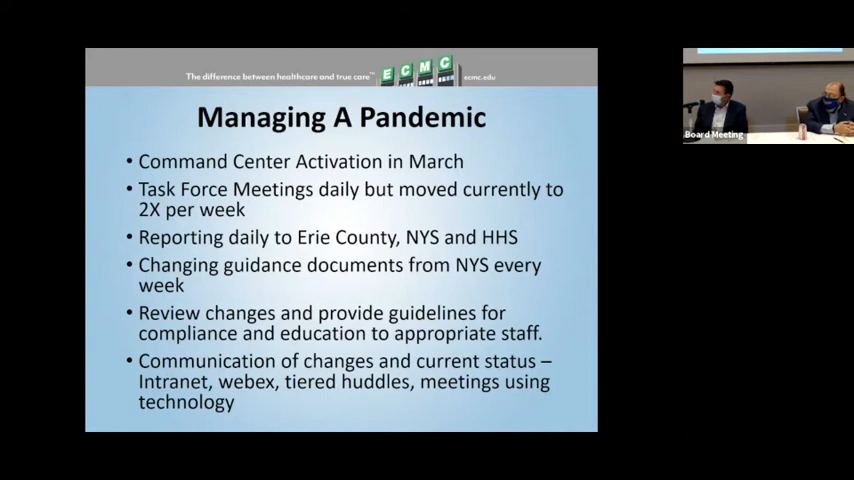 The difference between healthcare and true care™
ECMC
ecmc.edu
Managing A Pandemic
• Command Center Activation in March
• Task Force Meetings daily but moved currently to
2X per week
• Reporting daily to Erie County, NYS and HHS
• Changing guidance documents from NYS every
week
• Review changes and provide guidelines for
compliance and education to appropriate staff.
• Communication of changes and current status –
Intranet, webex, tiered huddles, meetings using
technology
Board Meeting